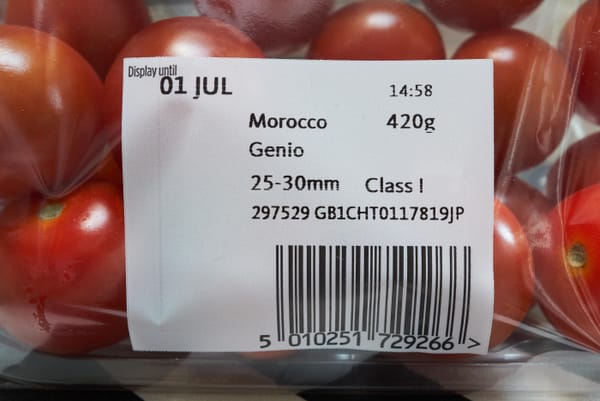 Display until
01 JUL
14:58
Morocco 420g
Genio
25-30mm Class I
297529 GB1CHT0117819JP
5 010251 729266 >